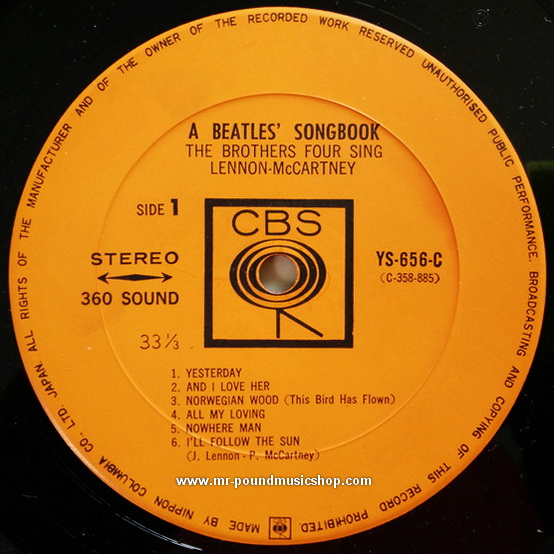 ALL RIGHTS OF THE MANUFACTURER AND OF THE OWNER OF THE RECORDED WORK RESERVED UNAUTHORISED PUBLIC PERFORMANCE, BROADCASTING AND COPYING OF THIS RECORD PROHIBITED
MADE BY NIPPON COLUMBIA CO., LTD. JAPAN.
A BEATLES' SONGBOOK
THE BROTHERS FOUR SING
LENNON-McCARTNEY
SIDE 1
CBS
STEREO
360 SOUND
YS-656-C
(C-358-885)
33 1/3
1. YESTERDAY
2. AND I LOVE HER
3. NORWEGIAN WOOD (This Bird Has Flown)
4. ALL MY LOVING
5. NOWHERE MAN
6. I'LL FOLLOW THE SUN
(J. Lennon - P. McCartney)
www.mr-poundmusicshop.com